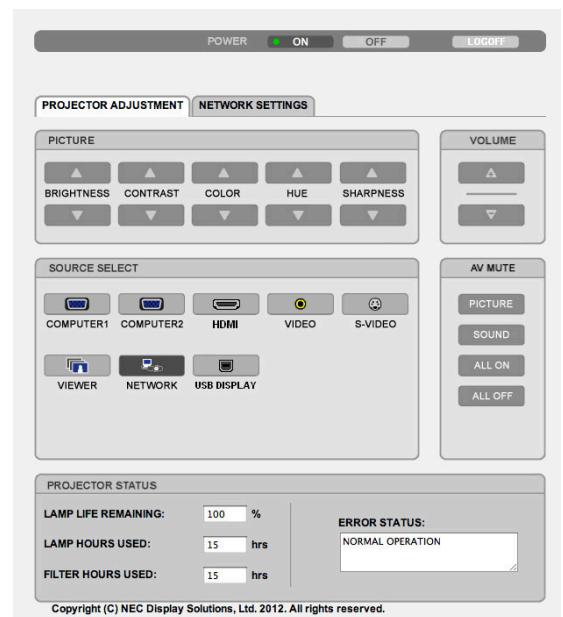 POWER ON OFF LOGOFF
PROJECTOR ADJUSTMENT NETWORK SETTINGS
PICTURE
BRIGHTNESS CONTRAST COLOR HUE SHARPNESS
VOLUME
SOURCE SELECT
COMPUTER1 COMPUTER2 HDMI VIDEO S-VIDEO
VIEWER NETWORK USB DISPLAY
AV MUTE
PICTURE
SOUND
ALL ON
ALL OFF
PROJECTOR STATUS
LAMP LIFE REMAINING: 100 %
LAMP HOURS USED: 15 hrs
FILTER HOURS USED: 15 hrs
ERROR STATUS:
NORMAL OPERATION
Copyright (C) NEC Display Solutions, Ltd. 2012. All rights reserved.